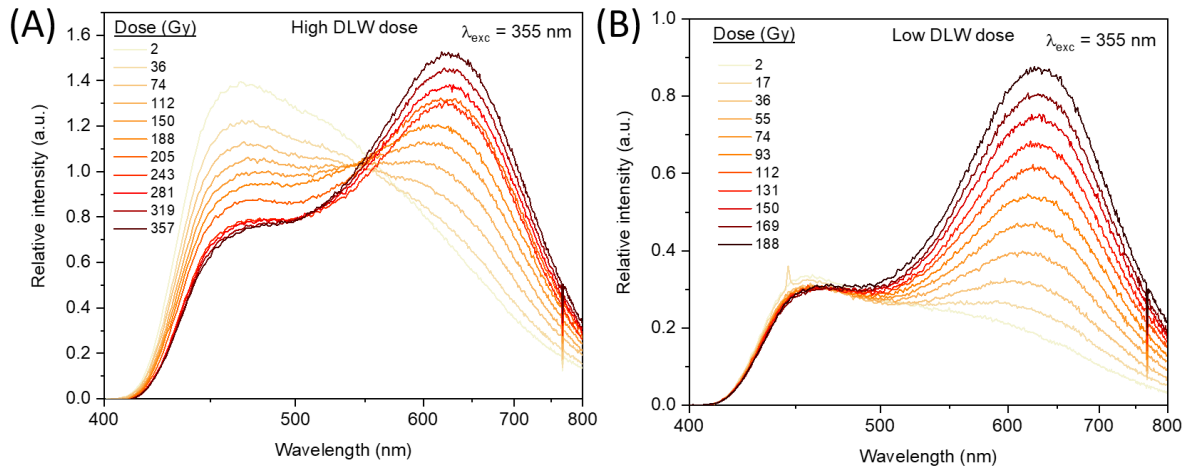 (A)
High DLW dose
λexc = 355 nm
Dose (Gy)
2
36
74
112
150
188
205
243
281
319
357
Relative intensity (a.u.)
1.6
1.4
1.2
1.0
0.8
0.6
0.4
0.2
0.0
400 500 600 700 800
Wavelength (nm)
(B)
Low DLW dose
λexc = 355 nm
Dose (Gy)
2
17
36
55
74
93
112
131
150
169
188
Relative intensity (a.u.)
1.0
0.8
0.6
0.4
0.2
0.0
400 500 600 700 800
Wavelength (nm)